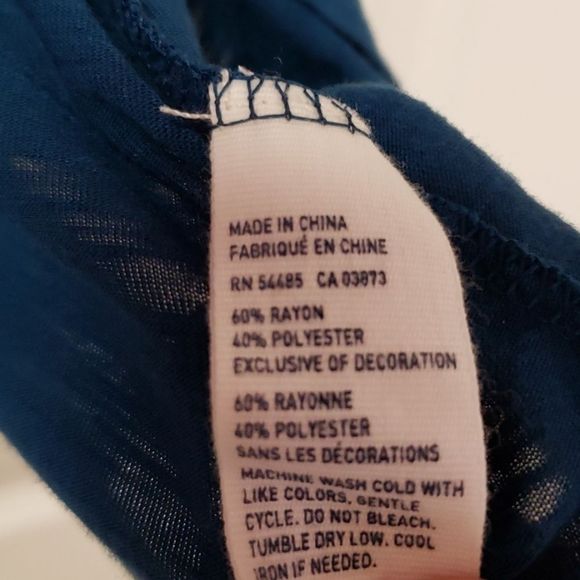 MADE IN CHINA
FABRIQUÉ EN CHINE
RN 54485 CA 03873
60% RAYON
40% POLYESTER
EXCLUSIVE OF DECORATION
60% RAYONNE
40% POLYESTER
SANS LES DÉCORATIONS
MACHINE WASH COLD WITH
LIKE COLORS, GENTLE
CYCLE. DO NOT BLEACH.
TUMBLE DRY LOW. COOL
IRON IF NEEDED.